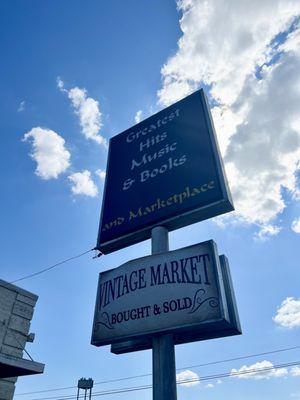 Greatest
Hits
Music
& Books
and Marketplace
VINTAGE MARKET
BOUGHT & SOLD